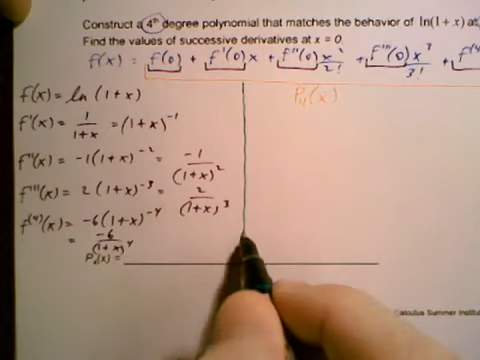 Construct a 4th degree polynomial that matches the behavior of ln(1 + x) at
Find the values of successive derivatives at x = 0.
f(x) = f(0) + f'(0)x + f''(0)x²/2! + f'''(0)x³/3! + f⁽⁴⁾
P₄(x)
f(x) = ln(1+x)
f'(x) = 1/(1+x) = (1+x)⁻¹
f''(x) = -1(1+x)⁻² = -1/(1+x)²
f'''(x) = 2(1+x)⁻³ = 2/(1+x)³
f⁽⁴⁾(x) = -6(1+x)⁻⁴
= -6/(1+x)⁴
P₄(x) =
Calculus Summer Institu